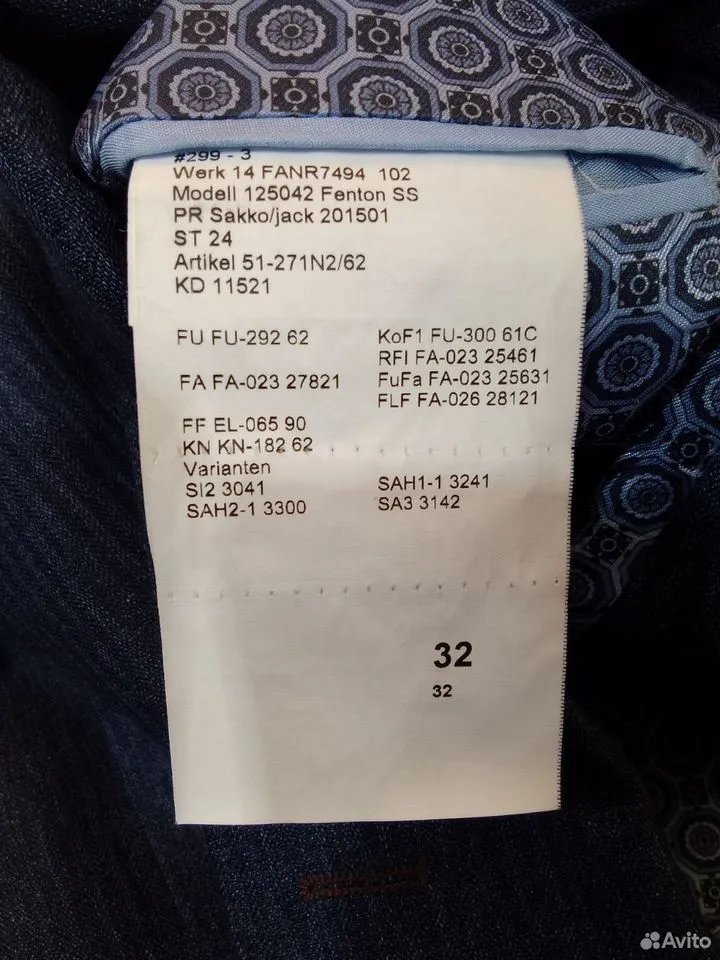 #299 - 3
Werk 14 FANR7494 102
Modell 125042 Fenton SS
PR Sakko/jack 201501
ST 24
Artikel 51-271N2/62
KD 11521
FU FU-292 62 KoF1 FU-300 61C
RFI FA-023 25461
FA FA-023 27821 FuFa FA-023 25631
FLF FA-026 28121
FF EL-065 90
KN KN-182 62
Varianten
SI2 3041 SAH1-1 3241
SAH2-1 3300 SA3 3142
32
32
Avito